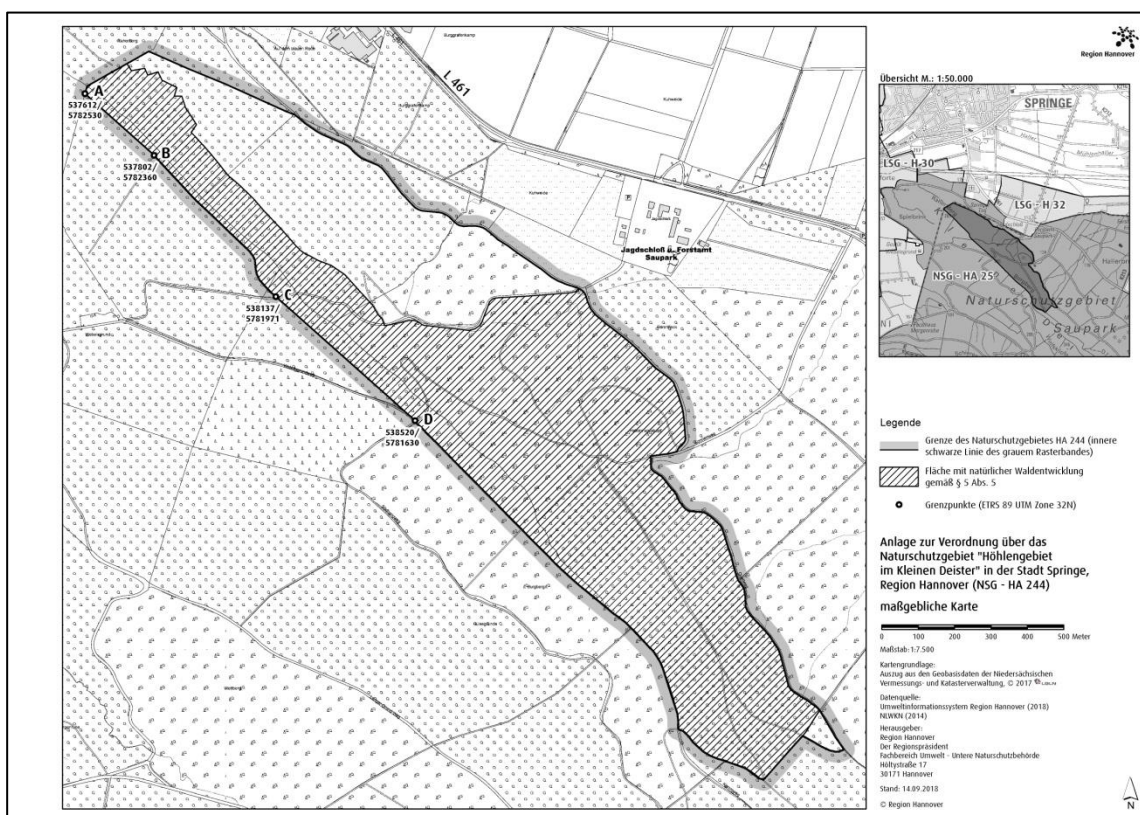 L 461
A
537612/
5782530
B
537802/
5782360
C
538137/
5781971
D
538520/
5781630
Jagdschloß ü. Forstamt
Saupark
Region Hannover
Übersicht M.: 1:50.000
SPRINGE
LSG - H 30
LSG - H 32
NSG - HA 25
Naturschutzgebiet
Saupark
Legende
Grenze des Naturschutzgebietes HA 244 (innere
schwarze Linie des grauem Rasterbandes)
Fläche mit natürlicher Waldentwicklung
gemäß § 5 Abs. 5
Grenzpunkte (ETRS 89 UTM Zone 32N)
Anlage zur Verordnung über das
Naturschutzgebiet "Höhlengebiet
im Kleinen Deister" in der Stadt Springe,
Region Hannover (NSG - HA 244)
maßgebliche Karte
0 100 200 300 400 500 Meter
Maßstab: 1:7.500
Kartengrundlage:
Auszug aus den Geobasisdaten der Niedersächsischen
Vermessungs- und Katasterverwaltung, © 2017
Datenquelle:
Umweltinformationssystem Region Hannover (2018)
NLWKN (2014)
Herausgeber:
Region Hannover
Der Regionspräsident
Fachbereich Umwelt - Untere Naturschutzbehörde
Höltystraße 17
30171 Hannover
Stand: 14.09.2018
© Region Hannover
N